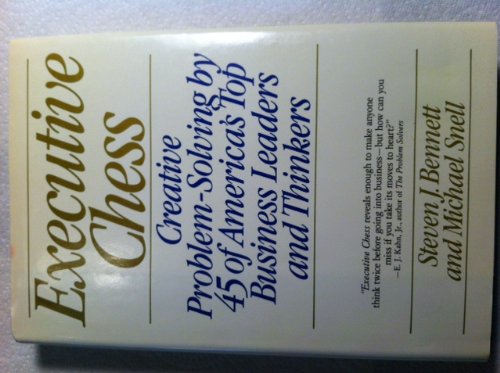 Executive
Chess
Creative
Problem-Solving by
45 of America's Top
Business Leaders
and Thinkers
"Executive Chess reveals enough to make anyone
think twice before going into business—but how can you
miss if you take its moves to heart?"
—E. J. Kahn, Jr., author of The Problem Solvers
Steven J. Bennett
and Michael Snell